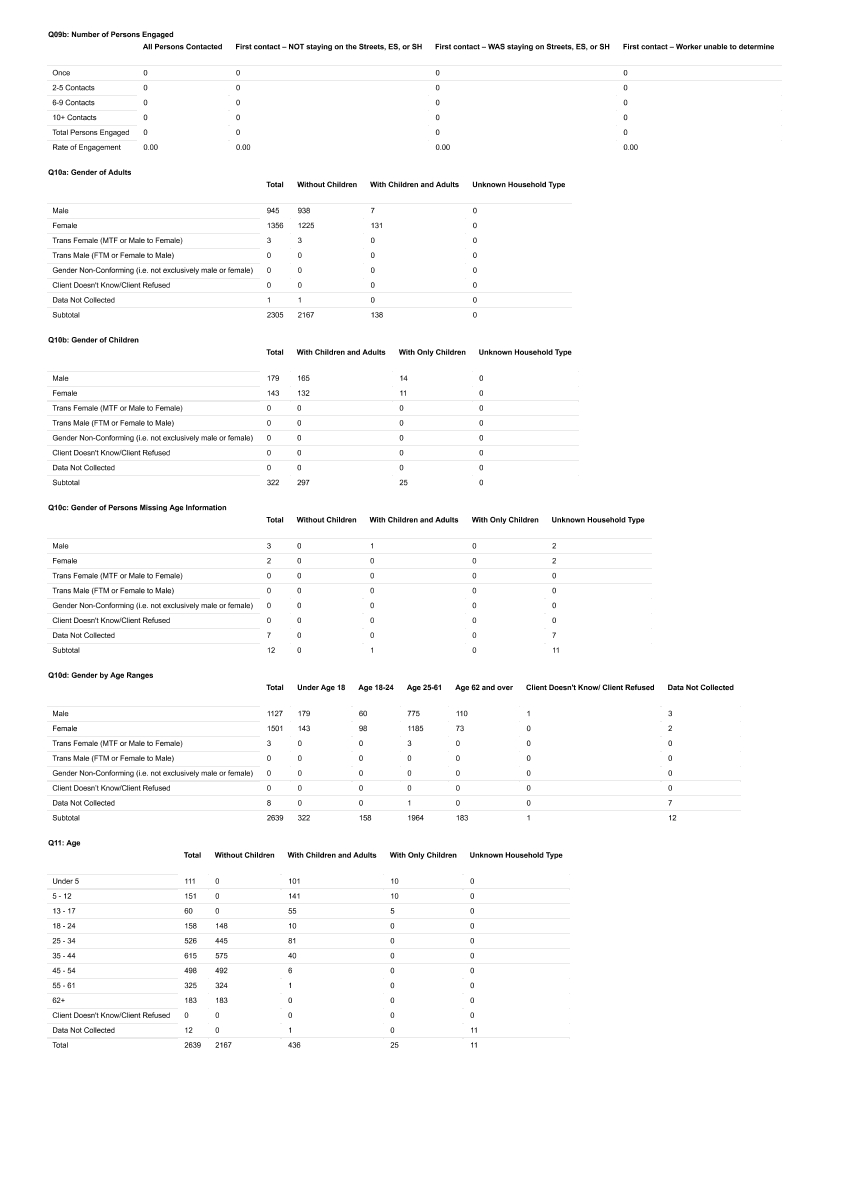 Q09b: Number of Persons Engaged
All Persons Contacted First contact – NOT staying on the Streets, ES, or SH First contact – WAS staying on Streets, ES, or SH First contact – Worker unable to determine
Once 0 0 0 0
2-5 Contacts 0 0 0 0
6-9 Contacts 0 0 0 0
10+ Contacts 0 0 0 0
Total Persons Engaged 0 0 0 0
Rate of Engagement 0.00 0.00 0.00 0.00
Q10a: Gender of Adults
Total Without Children With Children and Adults Unknown Household Type
Male 945 938 7 0
Female 1356 1225 131 0
Trans Female (MTF or Male to Female) 3 3 0 0
Trans Male (FTM or Female to Male) 0 0 0 0
Gender Non-Conforming (i.e. not exclusively male or female) 0 0 0 0
Client Doesn't Know/Client Refused 0 0 0 0
Data Not Collected 1 1 0 0
Subtotal 2305 2167 138 0
Q10b: Gender of Children
Total With Children and Adults With Only Children Unknown Household Type
Male 179 165 14 0
Female 143 132 11 0
Trans Female (MTF or Male to Female) 0 0 0 0
Trans Male (FTM or Female to Male) 0 0 0 0
Gender Non-Conforming (i.e. not exclusively male or female) 0 0 0 0
Client Doesn't Know/Client Refused 0 0 0 0
Data Not Collected 0 0 0 0
Subtotal 322 297 25 0
Q10c: Gender of Persons Missing Age Information
Total Without Children With Children and Adults With Only Children Unknown Household Type
Male 3 0 1 0 2
Female 2 0 0 0 2
Trans Female (MTF or Male to Female) 0 0 0 0 0
Trans Male (FTM or Female to Male) 0 0 0 0 0
Gender Non-Conforming (i.e. not exclusively male or female) 0 0 0 0 0
Client Doesn't Know/Client Refused 0 0 0 0 0
Data Not Collected 7 0 0 0 7
Subtotal 12 0 1 0 11
Q10d: Gender by Age Ranges
Total Under Age 18 Age 18-24 Age 25-61 Age 62 and over Client Doesn't Know/ Client Refused Data Not Collected
Male 1127 179 60 775 110 1 3
Female 1501 143 98 1185 73 0 2
Trans Female (MTF or Male to Female) 3 0 0 3 0 0 0
Trans Male (FTM or Female to Male) 0 0 0 0 0 0 0
Gender Non-Conforming (i.e. not exclusively male or female) 0 0 0 0 0 0 0
Client Doesn't Know/Client Refused 0 0 0 0 0 0 0
Data Not Collected 8 0 0 1 0 0 7
Subtotal 2639 322 158 1964 183 1 12
Q11: Age
Total Without Children With Children and Adults With Only Children Unknown Household Type
Under 5 111 0 101 10 0
5 - 12 151 0 141 10 0
13 - 17 60 0 55 5 0
18 - 24 158 148 10 0 0
25 - 34 526 445 81 0 0
35 - 44 615 575 40 0 0
45 - 54 498 492 6 0 0
55 - 61 325 324 1 0 0
62+ 183 183 0 0 0
Client Doesn't Know/Client Refused 0 0 0 0 0
Data Not Collected 12 0 1 0 11
Total 2639 2167 436 25 11